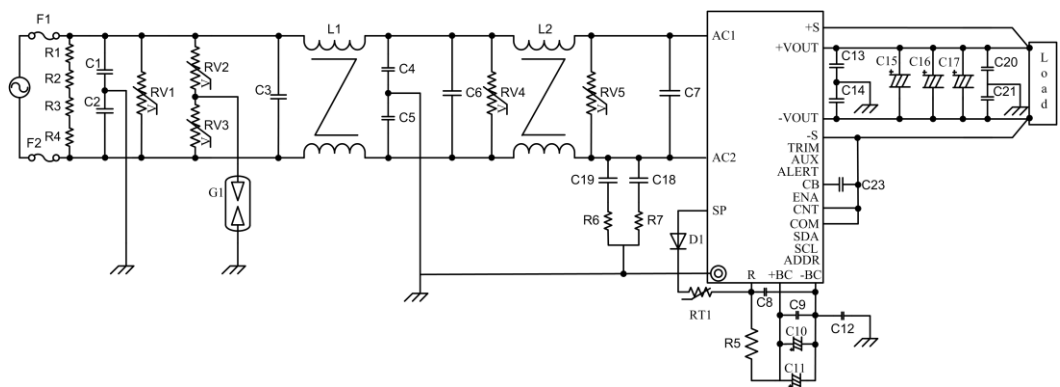 F1
R1
R2
R3
R4
F2
C1
C2
RV1
V
RV2
V
RV3
V
G1
C3
L1
C4
C5
C6
RV4
V
L2
RV5
V
C7
C19
C18
R6
R7
AC1
AC2
SP
D1
RT1
R
+BC
-BC
C8
C9
C10
C11
C12
R5
+S
+VOUT
-VOUT
-S
TRIM
AUX
ALERT
CB
ENA
CNT
COM
SDA
SCL
ADDR
C13
C14
C15
+
C16
+
C17
+
C20
C21
C23
Load